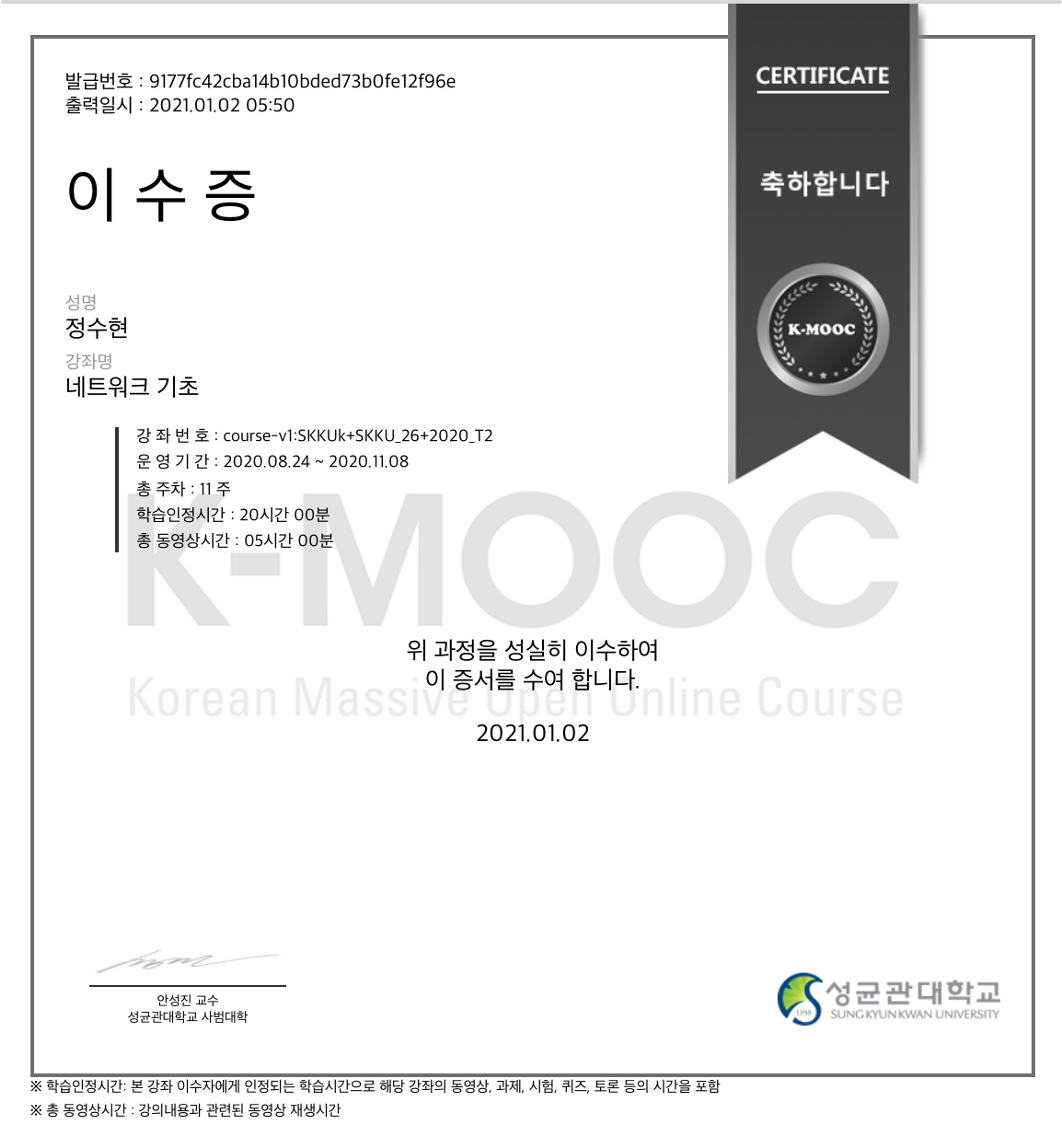 발급번호 : 9177fc42cba14b10bded73b0fe12f96e
출력일시 : 2021.01.02 05:50
CERTIFICATE
축하합니다
K-MOOC
이 수 증
성명
정수현
강좌명
네트워크 기초
강 좌 번 호 : course-v1:SKKUk+SKKU_26+2020_T2
운 영 기 간 : 2020.08.24 ~ 2020.11.08
총 주차 : 11 주
학습인정시간 : 20시간 00분
총 동영상시간 : 05시간 00분
K-MOOC
위 과정을 성실히 이수하여
이 증서를 수여 합니다.
Korean Massive Open Online Course
2021.01.02
안성진 교수
성균관대학교 사범대학
1398
성균관대학교
SUNG KYUN KWAN UNIVERSITY
※ 학습인정시간: 본 강좌 이수자에게 인정되는 학습시간으로 해당 강좌의 동영상, 과제, 시험, 퀴즈, 토론 등의 시간을 포함
※ 총 동영상시간 : 강의내용과 관련된 동영상 재생시간